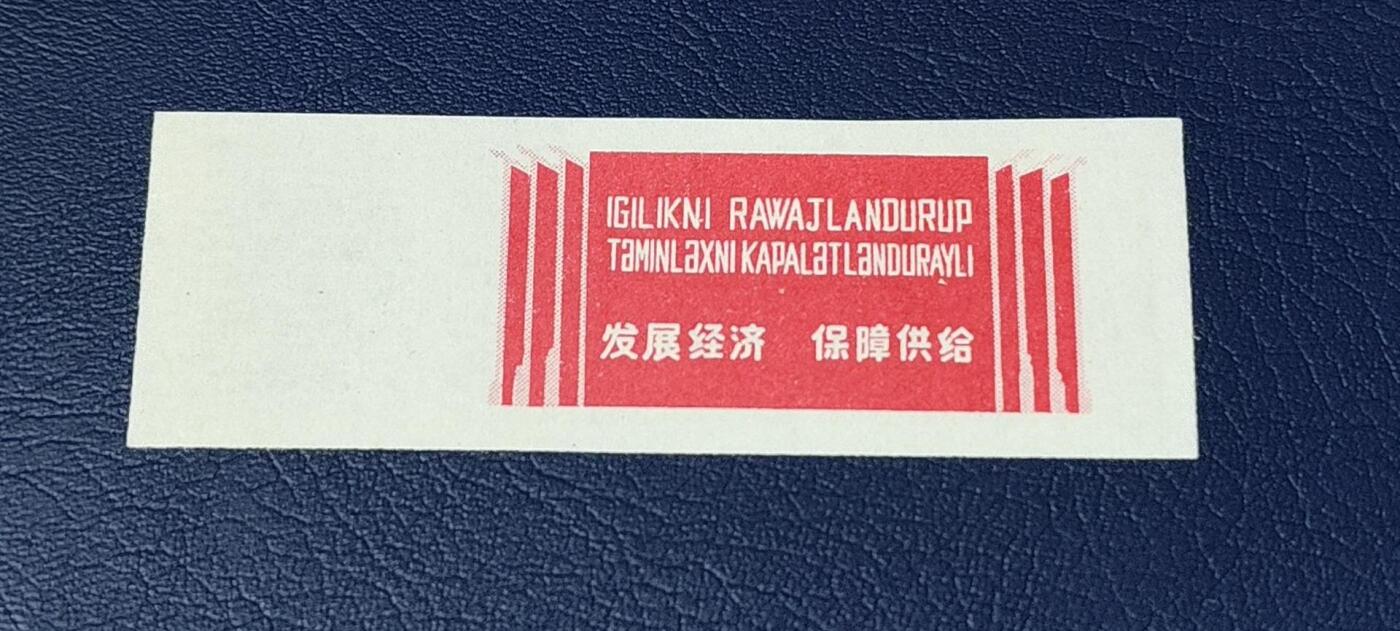 IGILIKNI RAWAJLANDURUP
TƏMINLƏXNI KAPALƏTLƏNDURAYLI
发展经济 保障供给